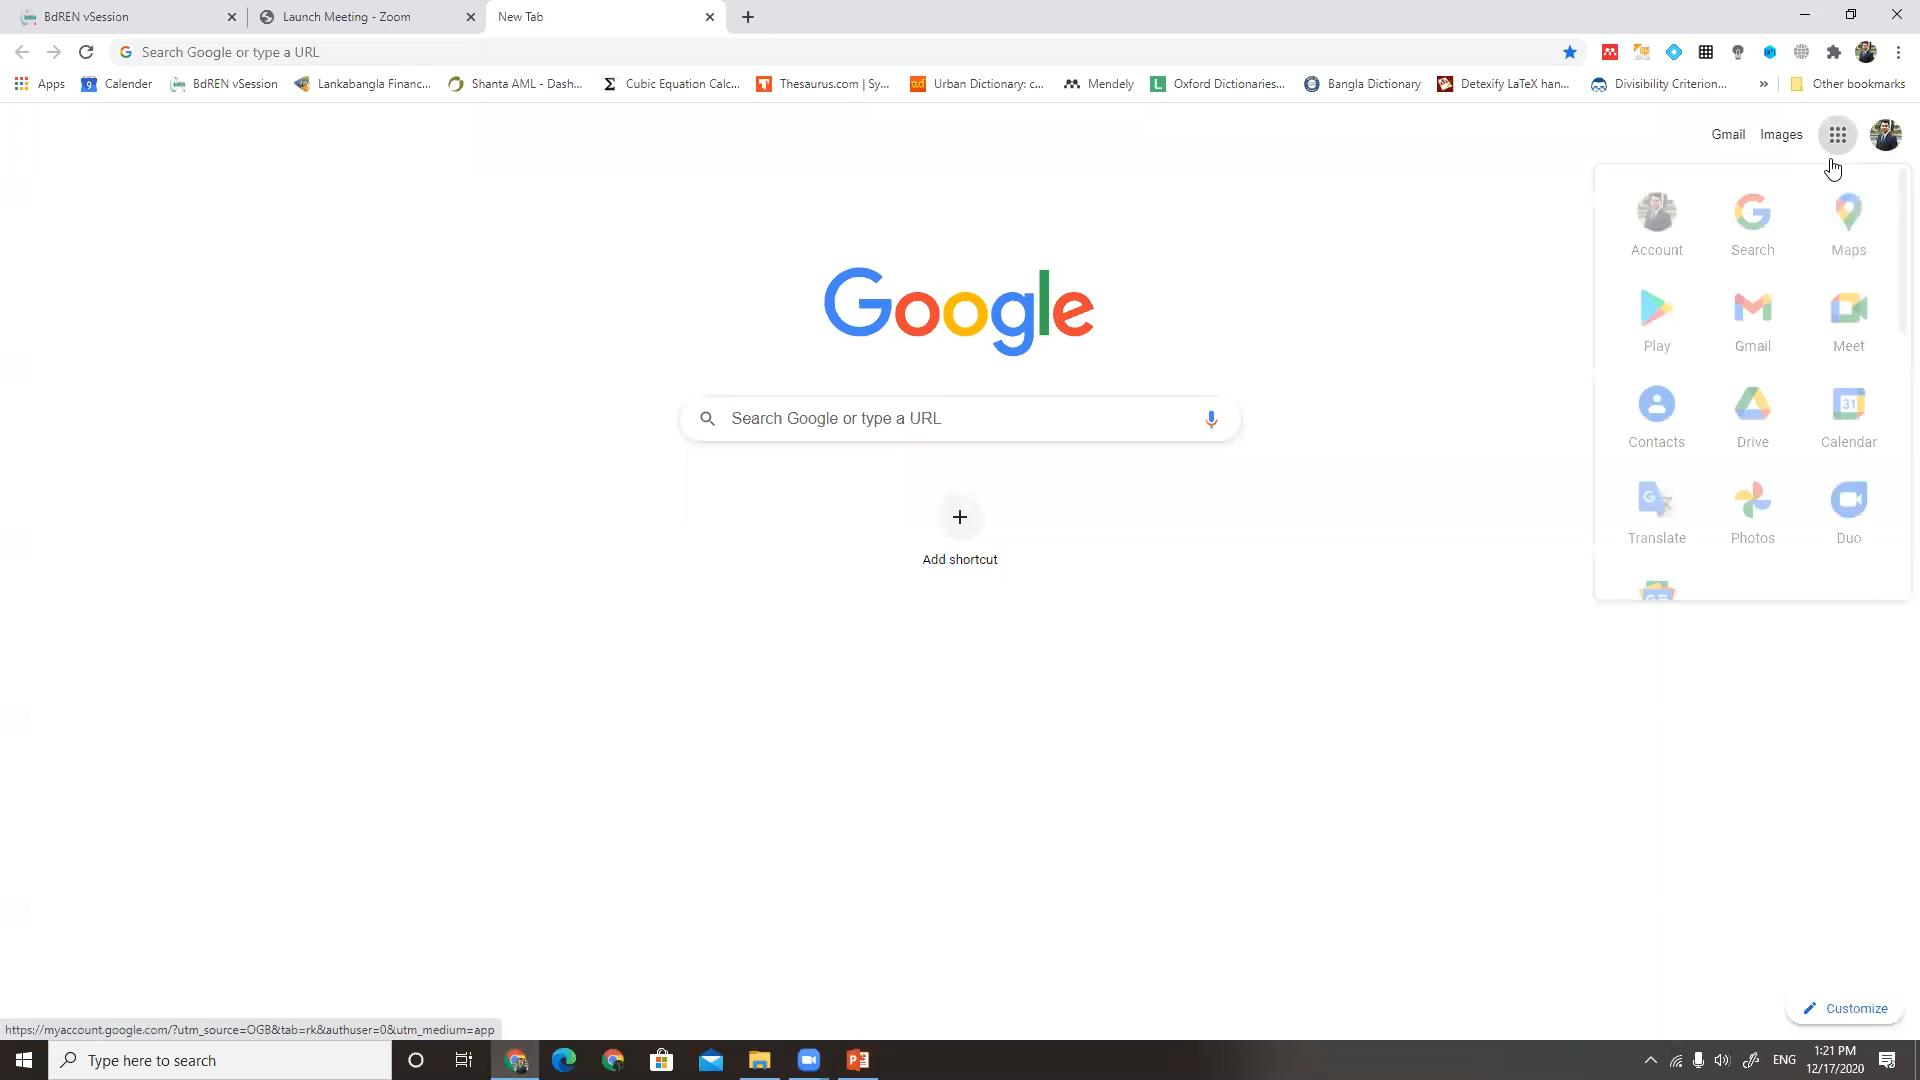 BdREN vSession
Launch Meeting - Zoom
New Tab
Search Google or type a URL
Apps
Calender
BdREN vSession
Lankabangla Financ...
Shanta AML - Dash...
Cubic Equation Calc...
Thesaurus.com | Sy...
Urban Dictionary: c...
Mendely
Oxford Dictionaries...
Bangla Dictionary
Detexify LaTeX han...
Divisibility Criterion...
Other bookmarks
Gmail
Images
Account
Search
Maps
Google
Play
Gmail
Meet
Search Google or type a URL
Contacts
Drive
Calendar
Translate
Photos
Duo
Add shortcut
Customize
https://myaccount.google.com/?utm_source=OGB&tab=rk&authuser=0&utm_medium=app
Type here to search
ENG
1:21 PM
12/17/2020